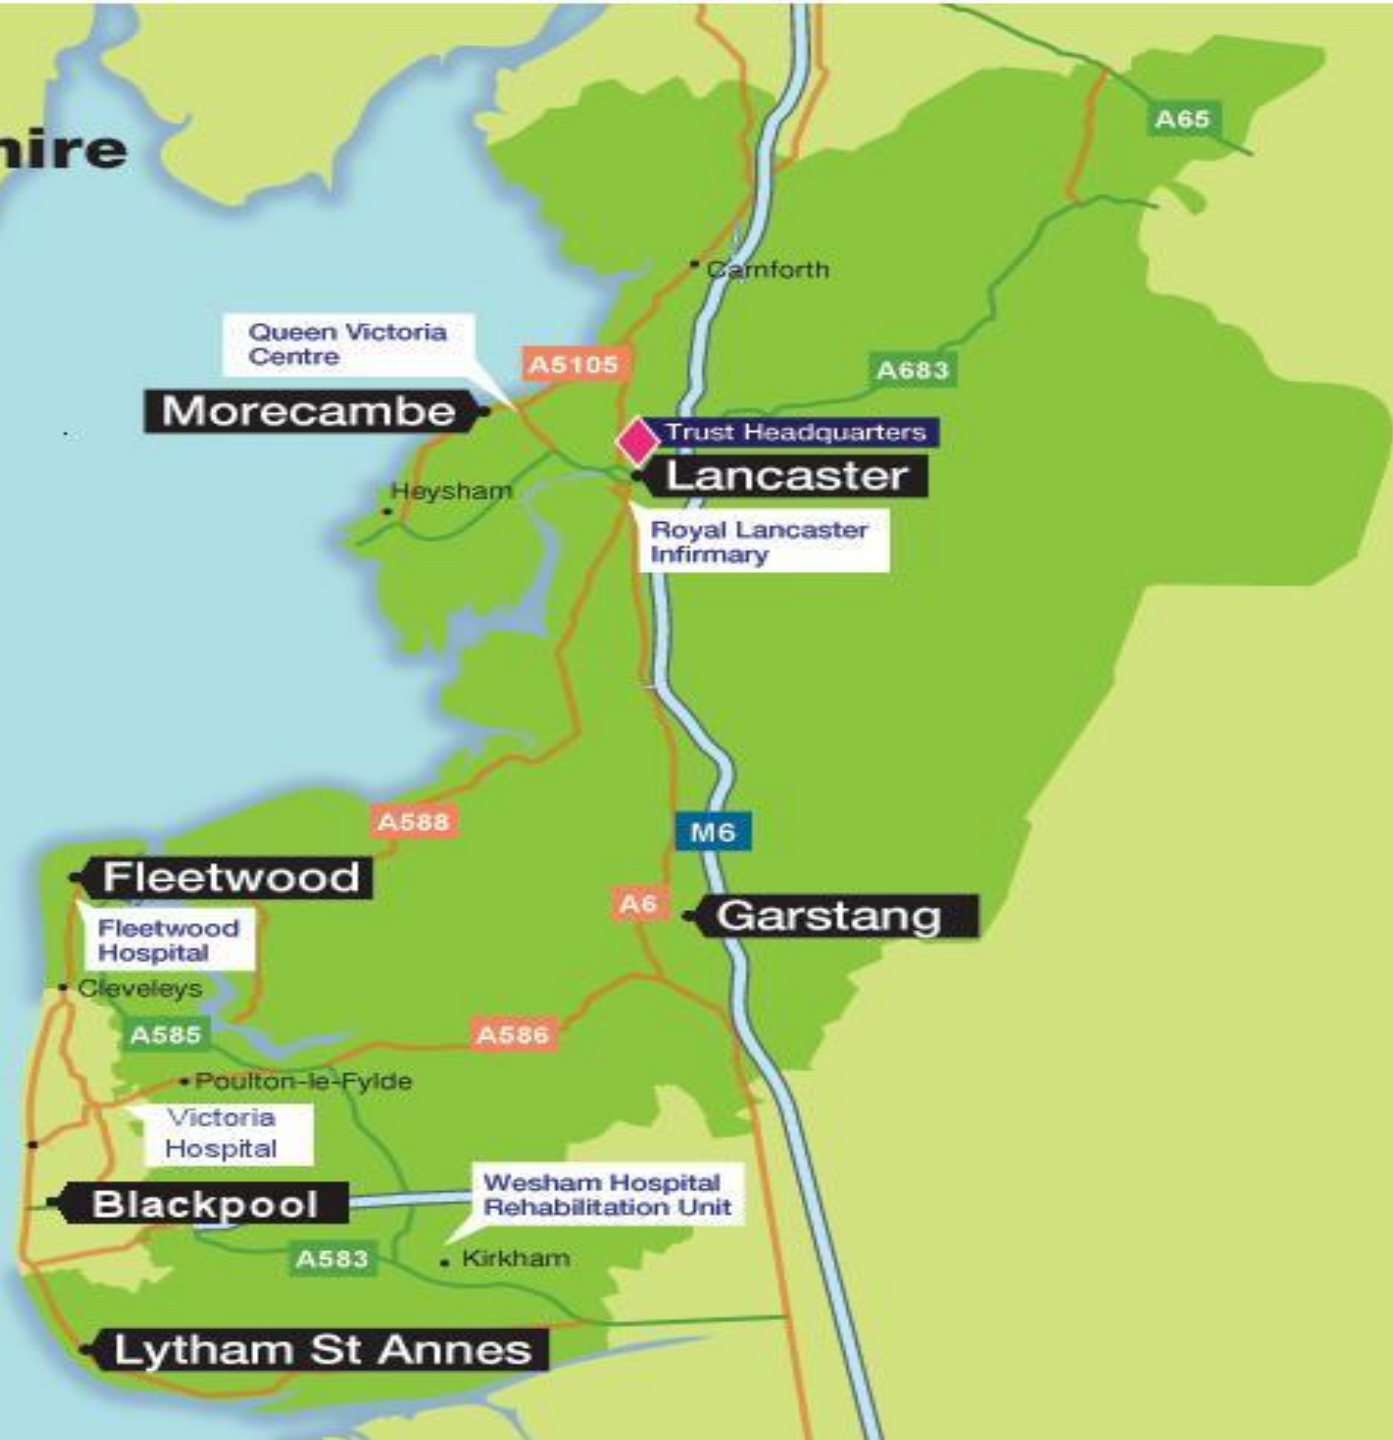 A65
hire
Carnforth
Queen Victoria
Centre
A5105
A683
Morecambe
Trust Headquarters
Lancaster
Heysham
Royal Lancaster
Infirmary
A588
M6
Fleetwood
A6
Garstang
Fleetwood
Hospital
Cleveleys
A585
A586
Poulton-le-Fylde
Victoria
Hospital
Wesham Hospital
Rehabilitation Unit
Blackpool
A583
Kirkham
Lytham St Annes